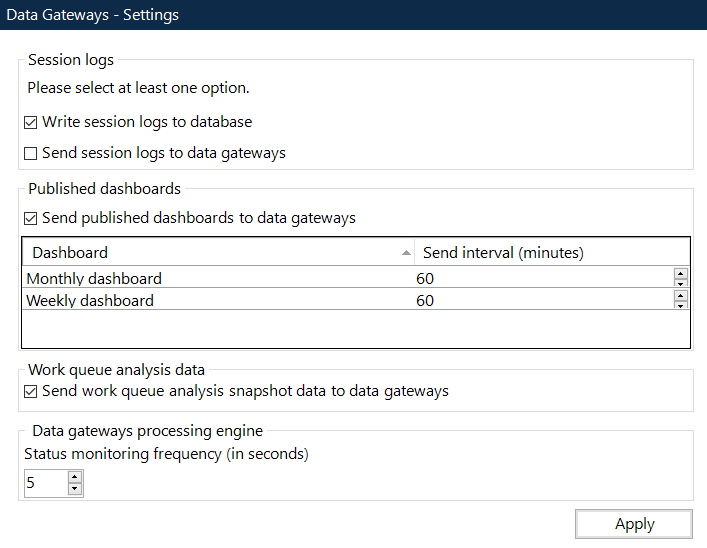 Data Gateways - Settings
Session logs
Please select at least one option.
Write session logs to database
Send session logs to data gateways
Published dashboards
Send published dashboards to data gateways
Dashboard Send interval (minutes)
Monthly dashboard 60
Weekly dashboard 60
Work queue analysis data
Send work queue analysis snapshot data to data gateways
Data gateways processing engine
Status monitoring frequency (in seconds)
5
Apply